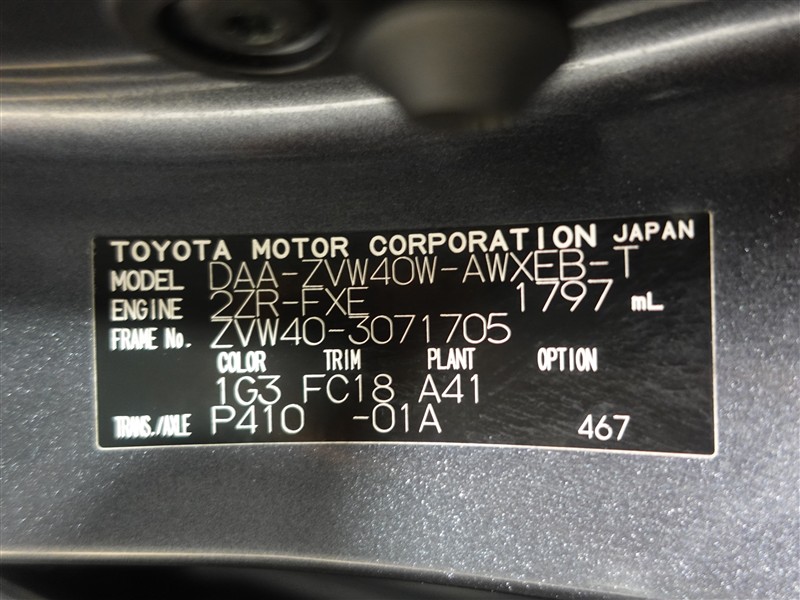 TOYOTA MOTOR CORPORATION JAPAN
MODEL DAA-ZVW40W-AWXEB-T
ENGINE 2ZR-FXE 1797 mL
FRAME No. ZVW40-3071705
COLOR TRIM PLANT OPTION
1G3 FC18 A41
TRANS./AXLE P410 -01A 467